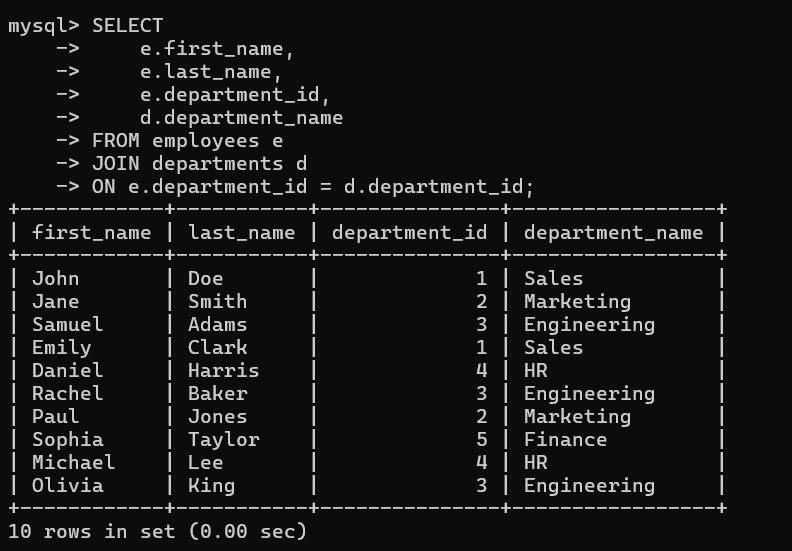 mysql> SELECT
    ->     e.first_name,
    ->     e.last_name,
    ->     e.department_id,
    ->     d.department_name
    -> FROM employees e
    -> JOIN departments d
    -> ON e.department_id = d.department_id;
+------------+-----------+---------------+-----------------+
| first_name | last_name | department_id | department_name |
+------------+-----------+---------------+-----------------+
| John       | Doe       |             1 | Sales           |
| Jane       | Smith     |             2 | Marketing       |
| Samuel     | Adams     |             3 | Engineering     |
| Emily      | Clark     |             1 | Sales           |
| Daniel     | Harris    |             4 | HR              |
| Rachel     | Baker     |             3 | Engineering     |
| Paul       | Jones     |             2 | Marketing       |
| Sophia     | Taylor    |             5 | Finance         |
| Michael    | Lee       |             4 | HR              |
| Olivia     | King      |             3 | Engineering     |
+------------+-----------+---------------+-----------------+
10 rows in set (0.00 sec)